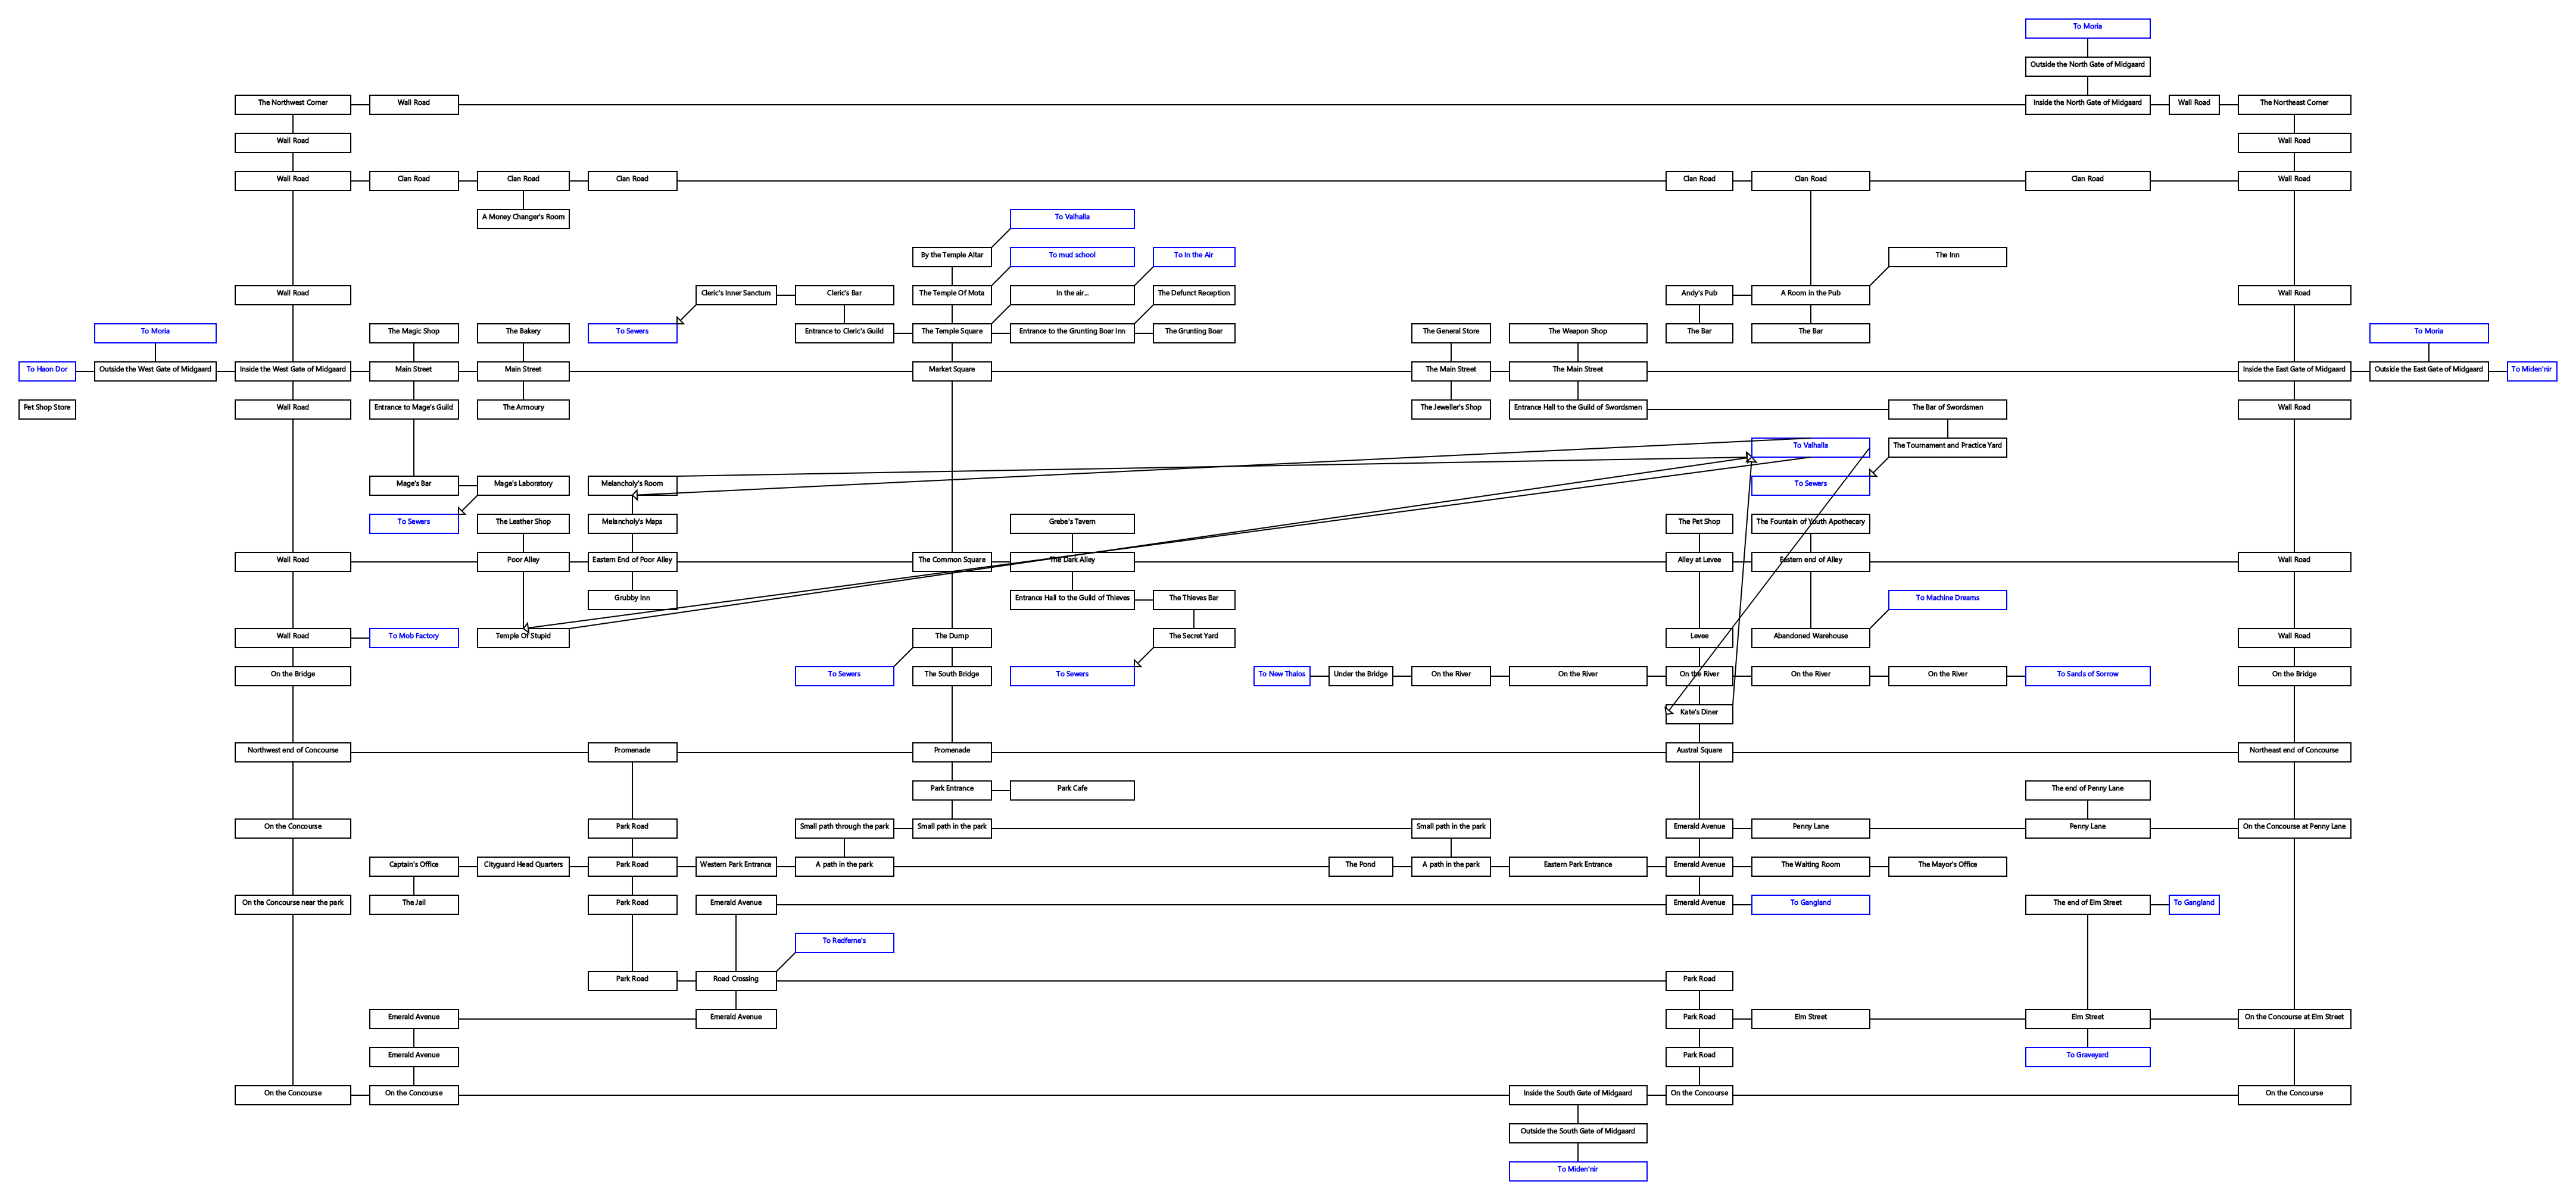 To Moria
Outside the North Gate of Midgaard
The Northwest Corner
Wall Road
Inside the North Gate of Midgaard
Wall Road
The Northeast Corner
Wall Road
Wall Road
Wall Road
Clan Road
Clan Road
Clan Road
Clan Road
Clan Road
Clan Road
Wall Road
A Money Changer's Room
To Valhalla
By the Temple Altar
To mud school
To In the Air
The Inn
Wall Road
Cleric's Inner Sanctum
Cleric's Bar
The Temple Of Mota
In the air...
The Defunct Reception
Andy's Pub
A Room in the Pub
Wall Road
To Moria
The Magic Shop
The Bakery
To Sewers
Entrance to Cleric's Guild
The Temple Square
Entrance to the Grunting Boar Inn
The Grunting Boar
The General Store
The Weapon Shop
The Bar
The Bar
To Moria
To Haon Dor
Outside the West Gate of Midgaard
Inside the West Gate of Midgaard
Main Street
Main Street
Market Square
The Main Street
The Main Street
Inside the East Gate of Midgaard
Outside the East Gate of Midgaard
To Miden'nir
Pet Shop Store
Wall Road
Entrance to Mage's Guild
The Armoury
The Jeweller's Shop
Entrance Hall to the Guild of Swordsmen
The Bar of Swordsmen
Wall Road
To Valhalla
The Tournament and Practice Yard
Mage's Bar
Mage's Laboratory
Melancholy's Room
To Sewers
To Sewers
The Leather Shop
Melancholy's Maps
Grebe's Tavern
The Pet Shop
The Fountain of Youth Apothecary
Wall Road
Poor Alley
Eastern End of Poor Alley
The Common Square
The Dark Alley
Alley at Levee
Eastern end of Alley
Wall Road
Grubby Inn
Entrance Hall to the Guild of Thieves
The Thieves Bar
To Machine Dreams
Wall Road
To Mob Factory
Temple Of Stupid
The Dump
The Secret Yard
Levee
Abandoned Warehouse
Wall Road
On the Bridge
To Sewers
The South Bridge
To Sewers
To New Thalos
Under the Bridge
On the River
On the River
On the River
On the River
On the River
To Sands of Sorrow
On the Bridge
Kate's Diner
Northwest end of Concourse
Promenade
Promenade
Austral Square
Northeast end of Concourse
Park Entrance
Park Cafe
The end of Penny Lane
On the Concourse
Park Road
Small path through the park
Small path in the park
Small path in the park
Emerald Avenue
Penny Lane
Penny Lane
On the Concourse at Penny Lane
Captain's Office
Cityguard Head Quarters
Park Road
Western Park Entrance
A path in the park
The Pond
A path in the park
Eastern Park Entrance
Emerald Avenue
The Waiting Room
The Mayor's Office
On the Concourse near the park
The Jail
Park Road
Emerald Avenue
Emerald Avenue
To Gangland
The end of Elm Street
To Gangland
To Redferne's
Park Road
Road Crossing
Park Road
Emerald Avenue
Emerald Avenue
Park Road
Elm Street
Elm Street
On the Concourse at Elm Street
Emerald Avenue
Park Road
To Graveyard
On the Concourse
On the Concourse
Inside the South Gate of Midgaard
On the Concourse
On the Concourse
Outside the South Gate of Midgaard
To Miden'nir